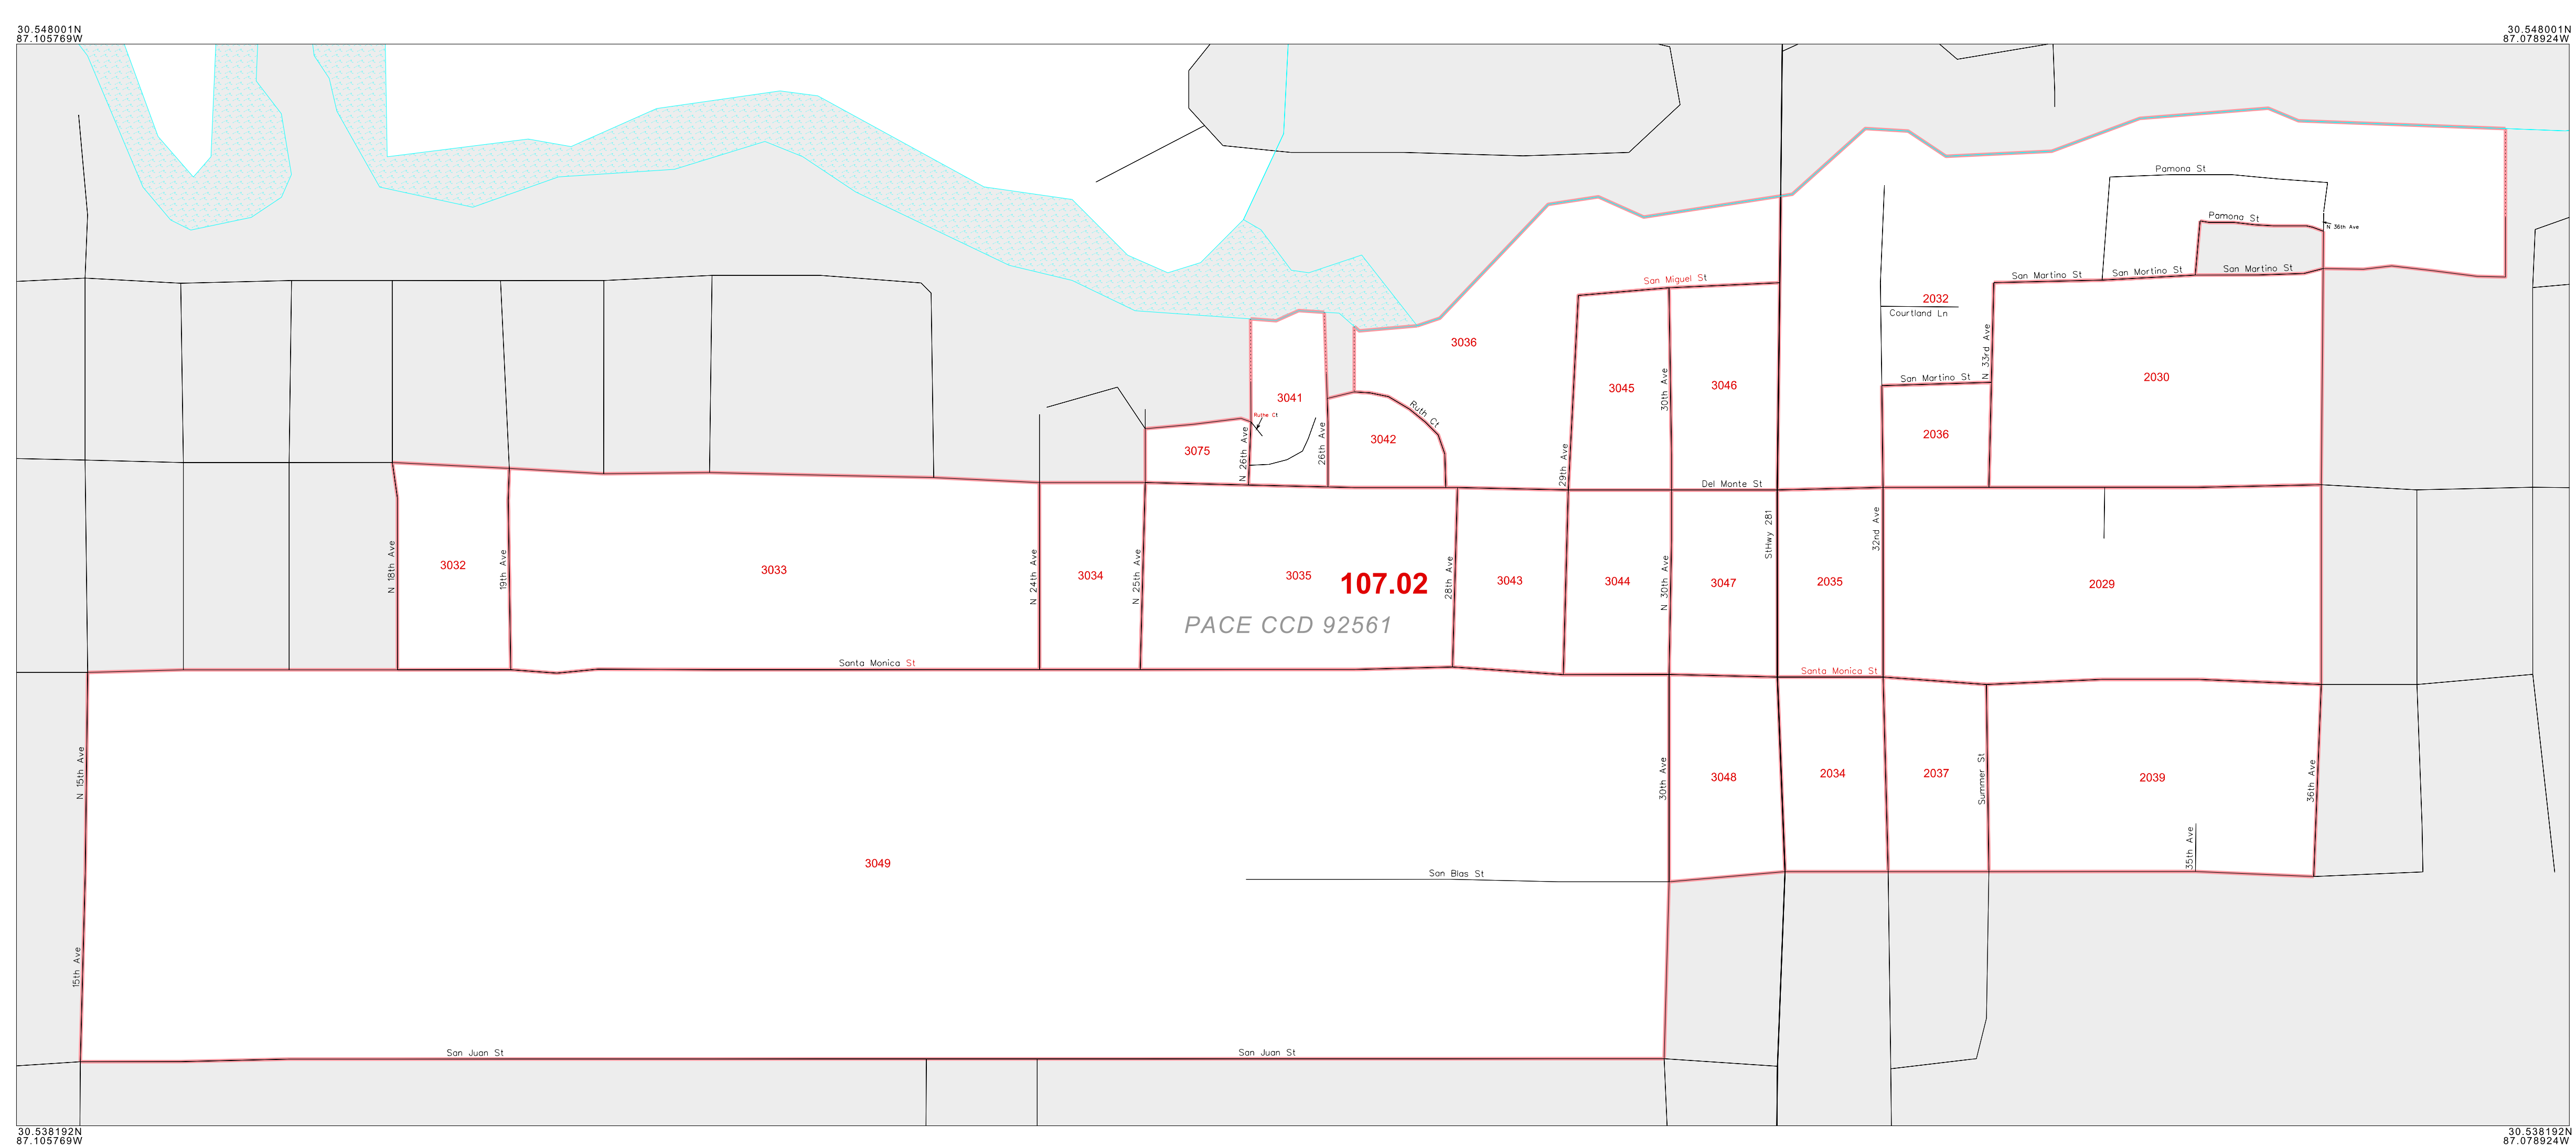 30.548001N
87.105769W
30.548001N
87.078924W
Pamona St
Pamona St
N 36th Ave
San Martino St
San Mortino St
San Martino St
San Miguel St
2032
Courtland Ln
3036
N 33rd Ave
San Martino St
2030
3045
30th Ave
3046
3041
Ruthe Ct
Ruth Ct
N 26th Ave
26th Ave
3042
2036
3075
29th Ave
Del Monte St
StHwy 281
32nd Ave
N 18th Ave
3032
19th Ave
3033
N 24th Ave
3034
N 25th Ave
3035
107.02
28th Ave
3043
3044
N 30th Ave
3047
2035
2029
PACE CCD 92561
Santa Monica St
Santa Monica St
N 15th Ave
30th Ave
3048
2034
2037
Summer St
2039
36th Ave
35th Ave
3049
San Blas St
15th Ave
San Juan St
San Juan St
30.538192N
87.105769W
30.538192N
87.078924W